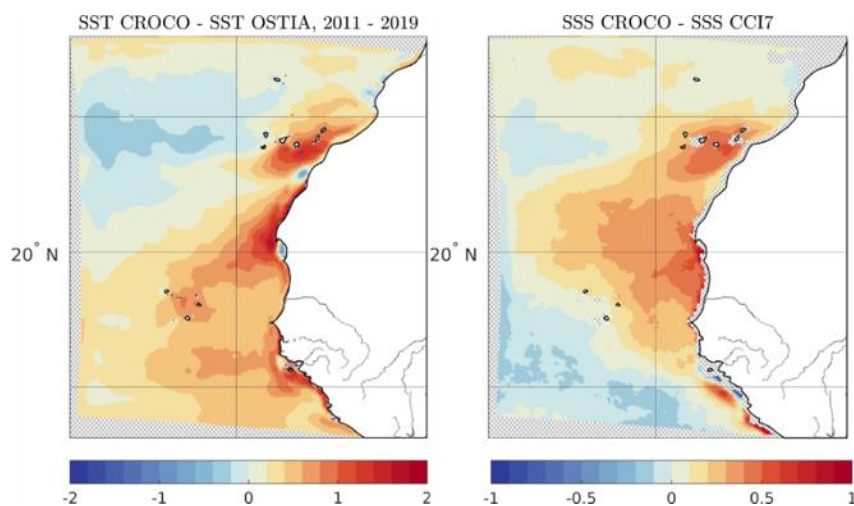 SST CROCO - SST OSTIA, 2011 - 2019
SSS CROCO - SSS CCI7
20° N
20° N
-2 -1 0 1 2
-1 -0.5 0 0.5 1